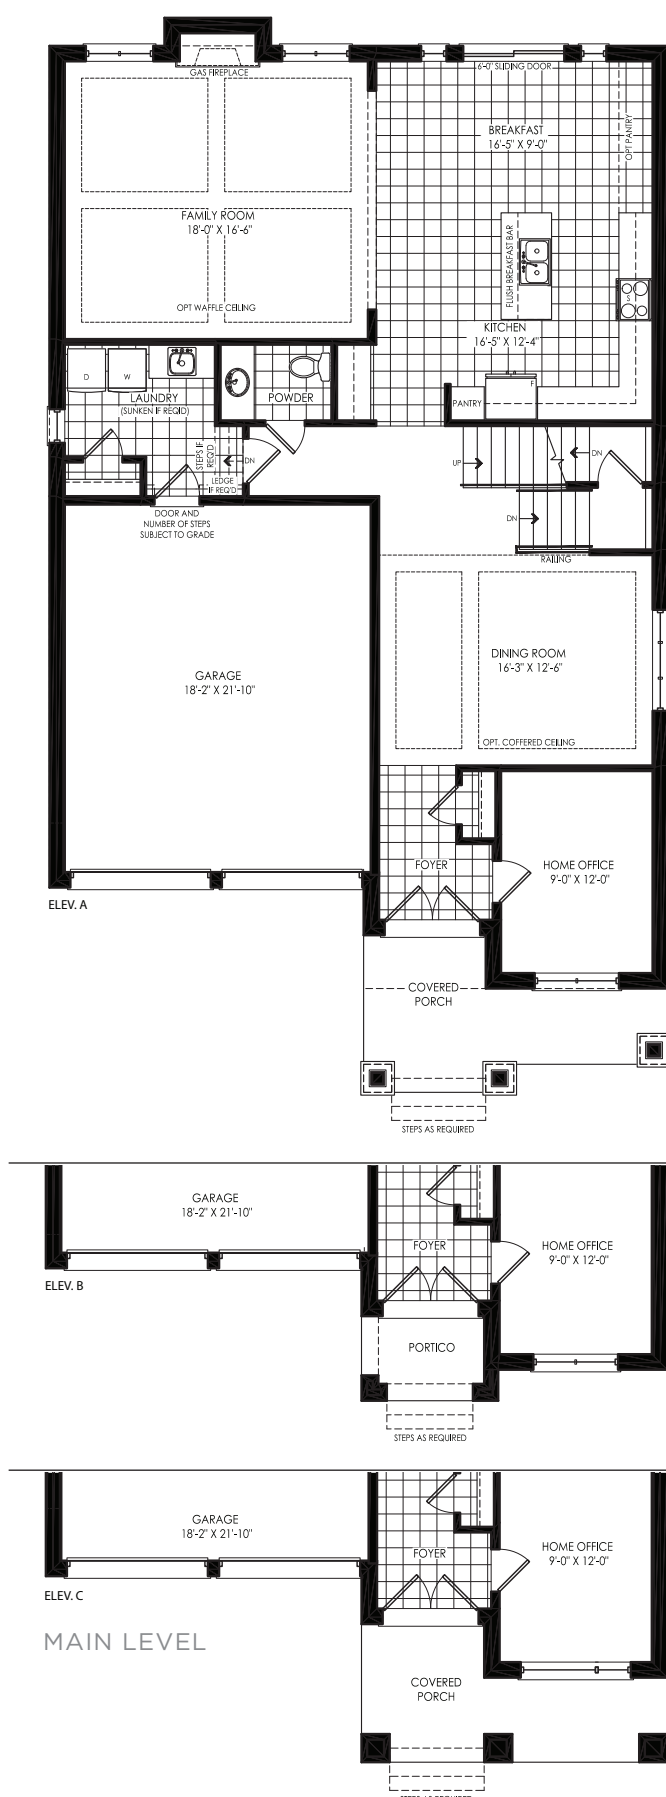 GAS FIREPLACE
6'-0" SLIDING DOOR
BREAKFAST
16'-5" X 9'-0"
OPT PANTRY
FAMILY ROOM
18'-0" X 16'-6"
OPT WAFFLE CEILING
FLUSH BREAKFAST BAR
S
KITCHEN
16'-5" X 12'-4"
F
PANTRY
D
W
LAUNDRY
(SUNKEN IF REQ'D)
POWDER
STEPS IF
REQ'D
DN
LEDGE
IF REQ'D
UP
DN
DN
RAILING
DOOR AND
NUMBER OF STEPS
SUBJECT TO GRADE
GARAGE
18'-2" X 21'-10"
DINING ROOM
16'-3" X 12'-6"
OPT. COFFERED CEILING
FOYER
HOME OFFICE
9'-0" X 12'-0"
ELEV. A
COVERED
PORCH
STEPS AS REQUIRED
GARAGE
18'-2" X 21'-10"
FOYER
HOME OFFICE
9'-0" X 12'-0"
ELEV. B
PORTICO
STEPS AS REQUIRED
GARAGE
18'-2" X 21'-10"
FOYER
HOME OFFICE
9'-0" X 12'-0"
ELEV. C
MAIN LEVEL
COVERED
PORCH